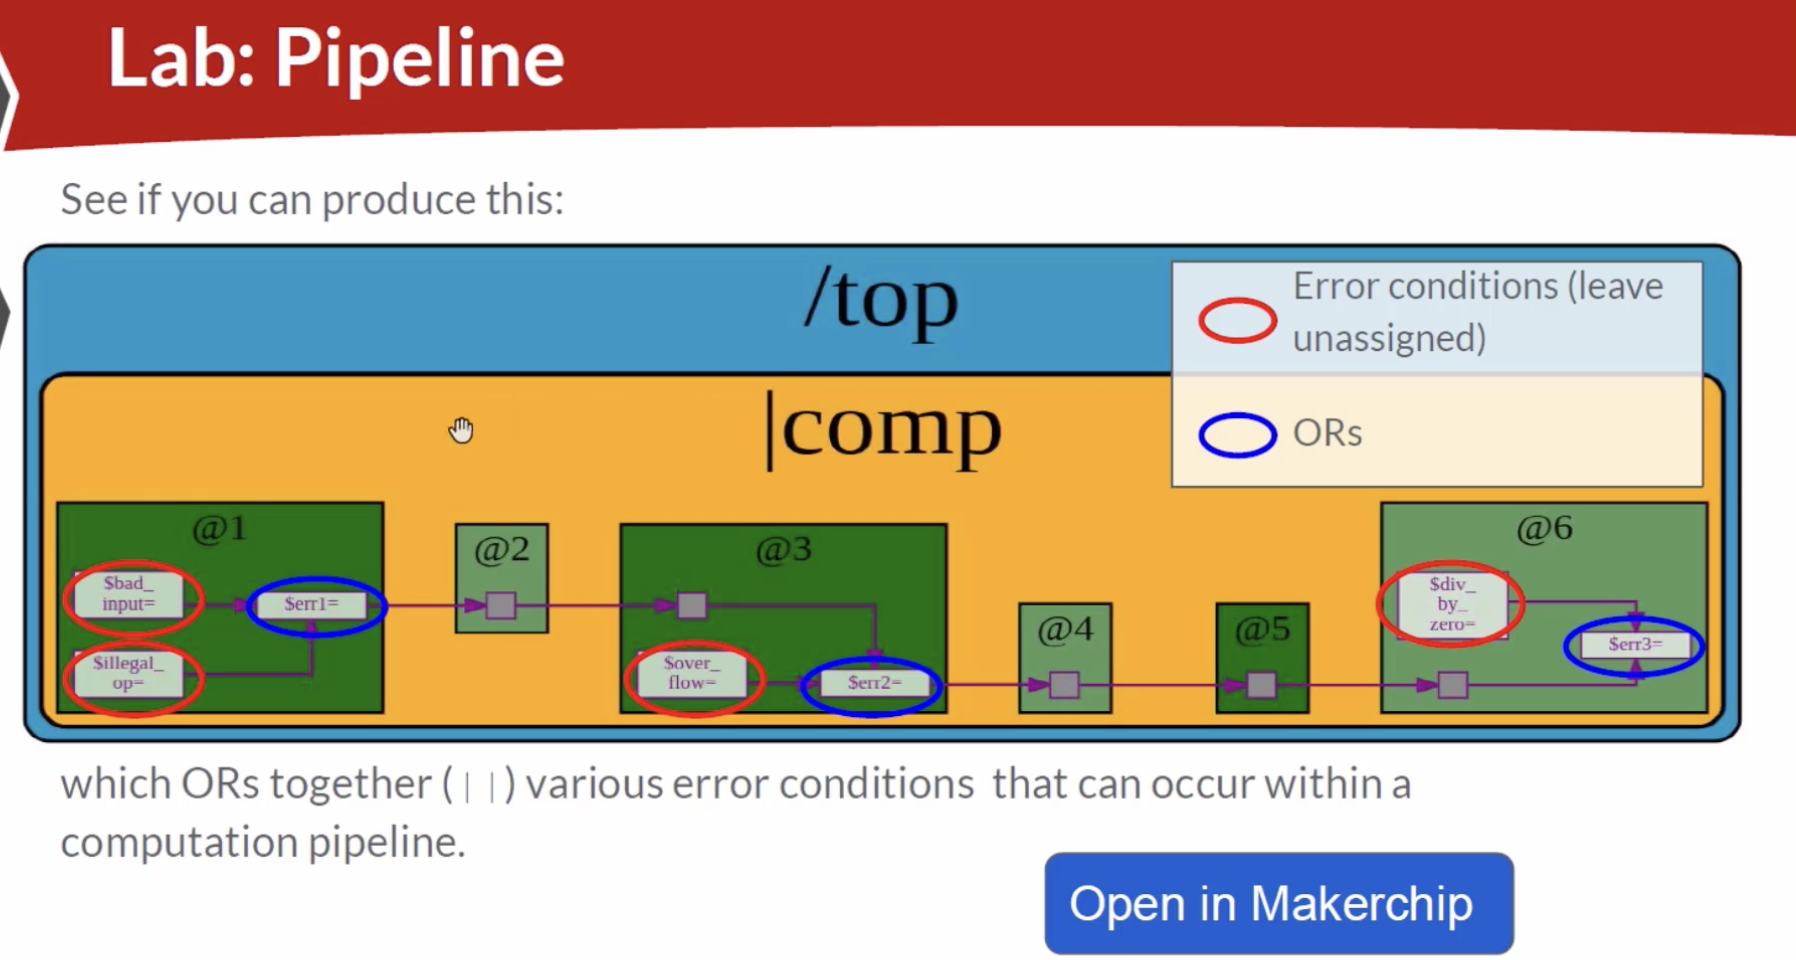 Lab: Pipeline
See if you can produce this:
/top
Error conditions (leave
unassigned)
|comp
ORs
@1
@2
@3
@4
@5
@6
$bad_
input=
$err1=
$illegal_
op=
$over_
flow=
$err2=
$div_
by_
zero=
$err3=
which ORs together (||) various error conditions that can occur within a
computation pipeline.
Open in Makerchip